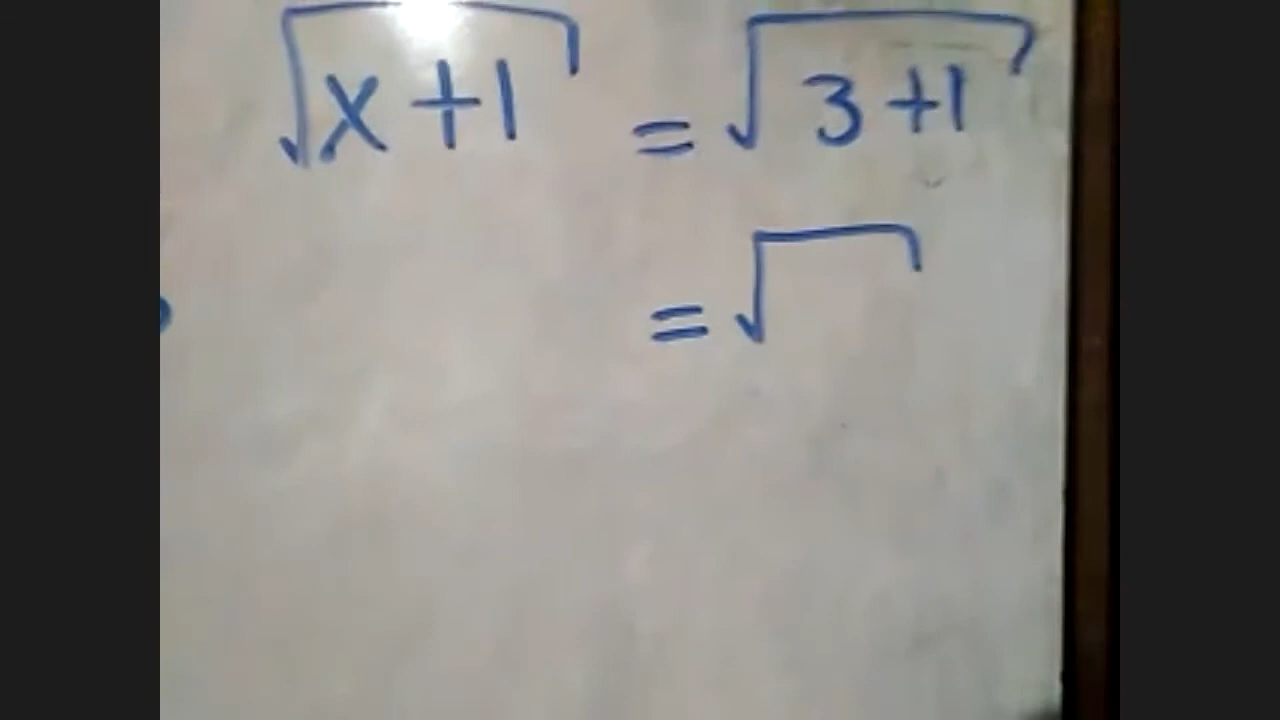 √(x+1) = √(3+1)
= √